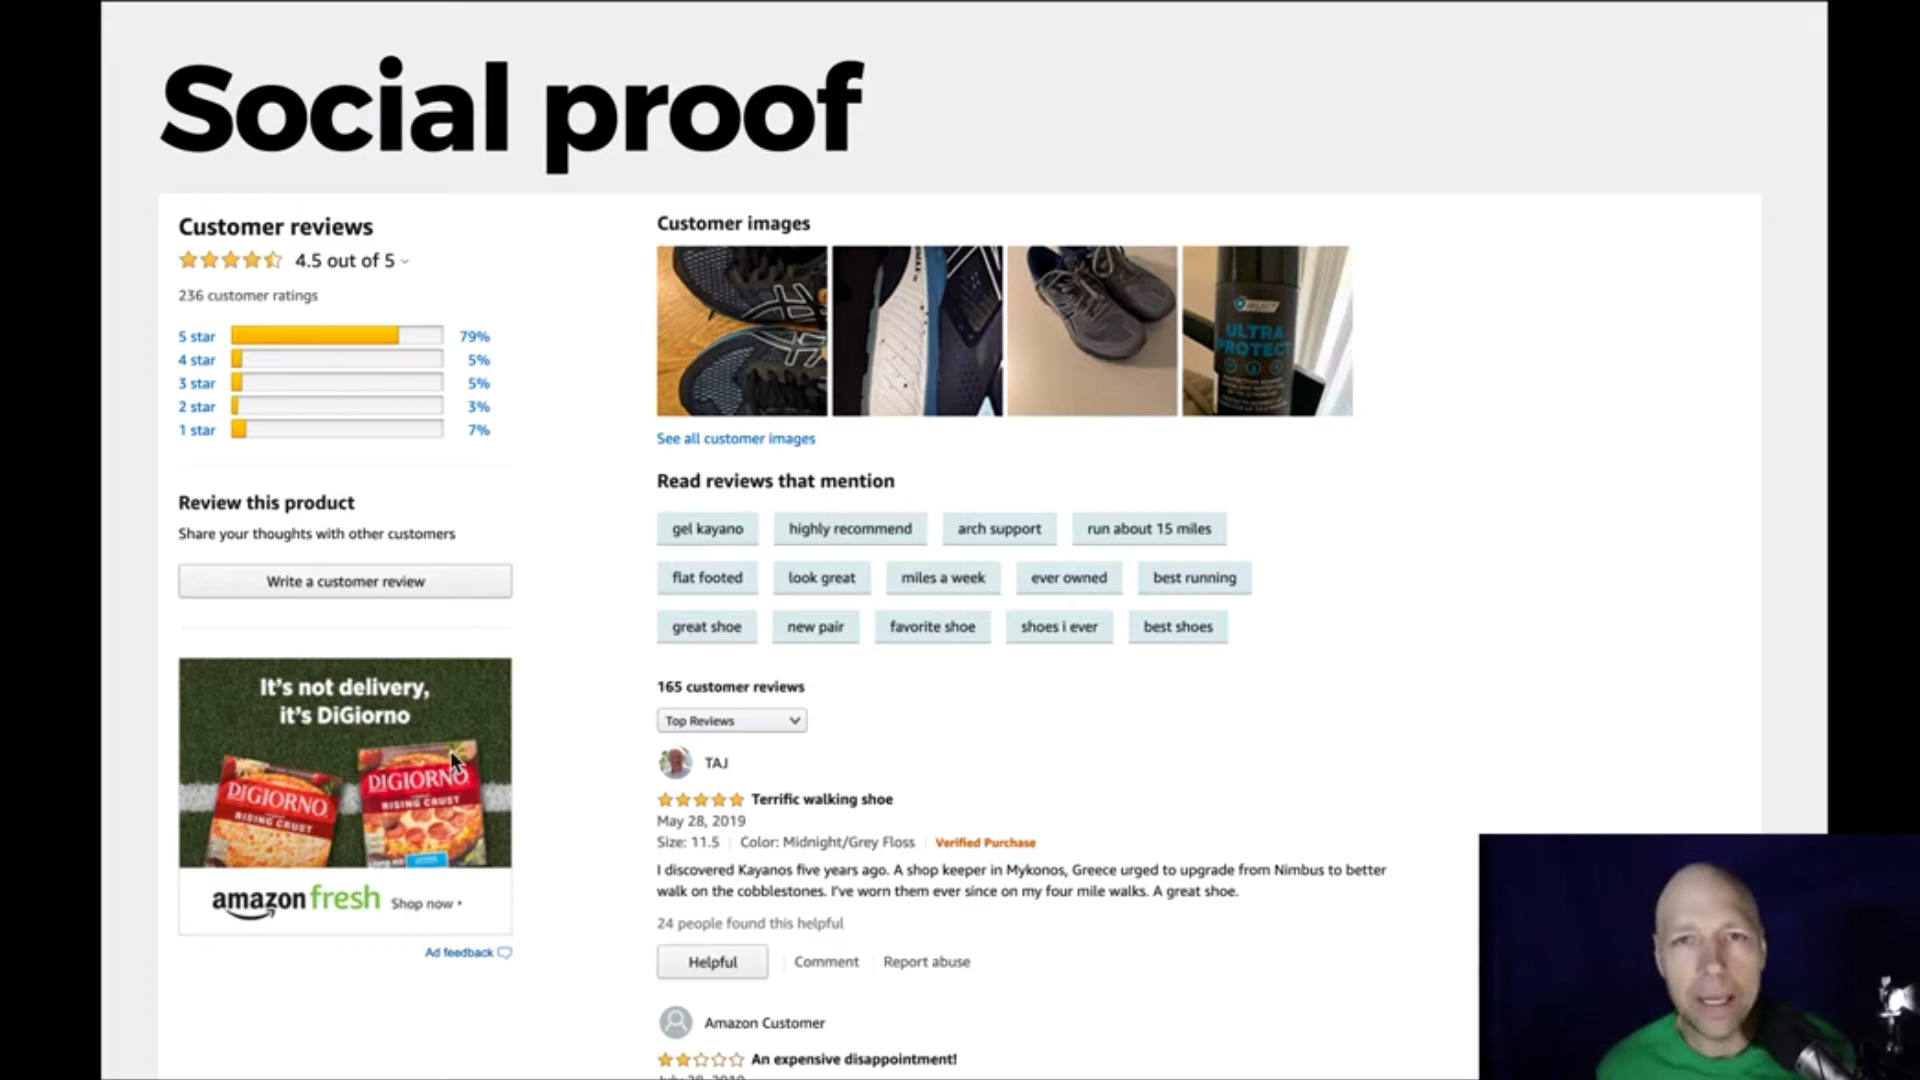 Social proof
Customer reviews
4.5 out of 5
236 customer ratings
5 star 79%
4 star 5%
3 star 5%
2 star 3%
1 star 7%
Review this product
Share your thoughts with other customers
Write a customer review
It's not delivery,
it's DiGiorno
DIGIORNO
RISING CRUST
DIGIORNO
RISING CRUST
amazonfresh Shop now
Ad feedback
Customer images
SELECT
ULTRA
PROTECT
See all customer images
Read reviews that mention
gel kayano highly recommend arch support run about 15 miles
flat footed look great miles a week ever owned best running
great shoe new pair favorite shoe shoes i ever best shoes
165 customer reviews
Top Reviews
TAJ
Terrific walking shoe
May 28, 2019
Size: 11.5 | Color: Midnight/Grey Floss | Verified Purchase
I discovered Kayanos five years ago. A shop keeper in Mykonos, Greece urged to upgrade from Nimbus to better
walk on the cobblestones. I've worn them ever since on my four mile walks. A great shoe.
24 people found this helpful
Helpful | Comment | Report abuse
Amazon Customer
An expensive disappointment!